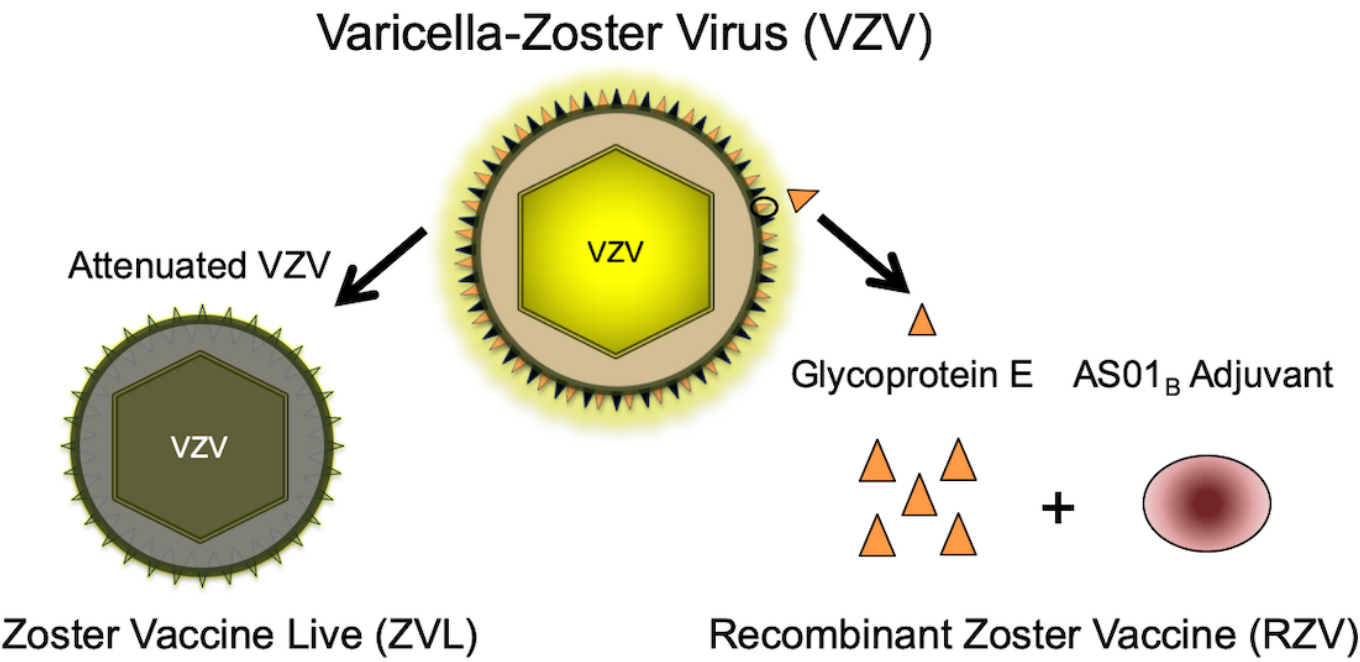 Varicella-Zoster Virus (VZV)
VZV
Attenuated VZV
VZV
Glycoprotein E
AS01B Adjuvant
+
Zoster Vaccine Live (ZVL)
Recombinant Zoster Vaccine (RZV)